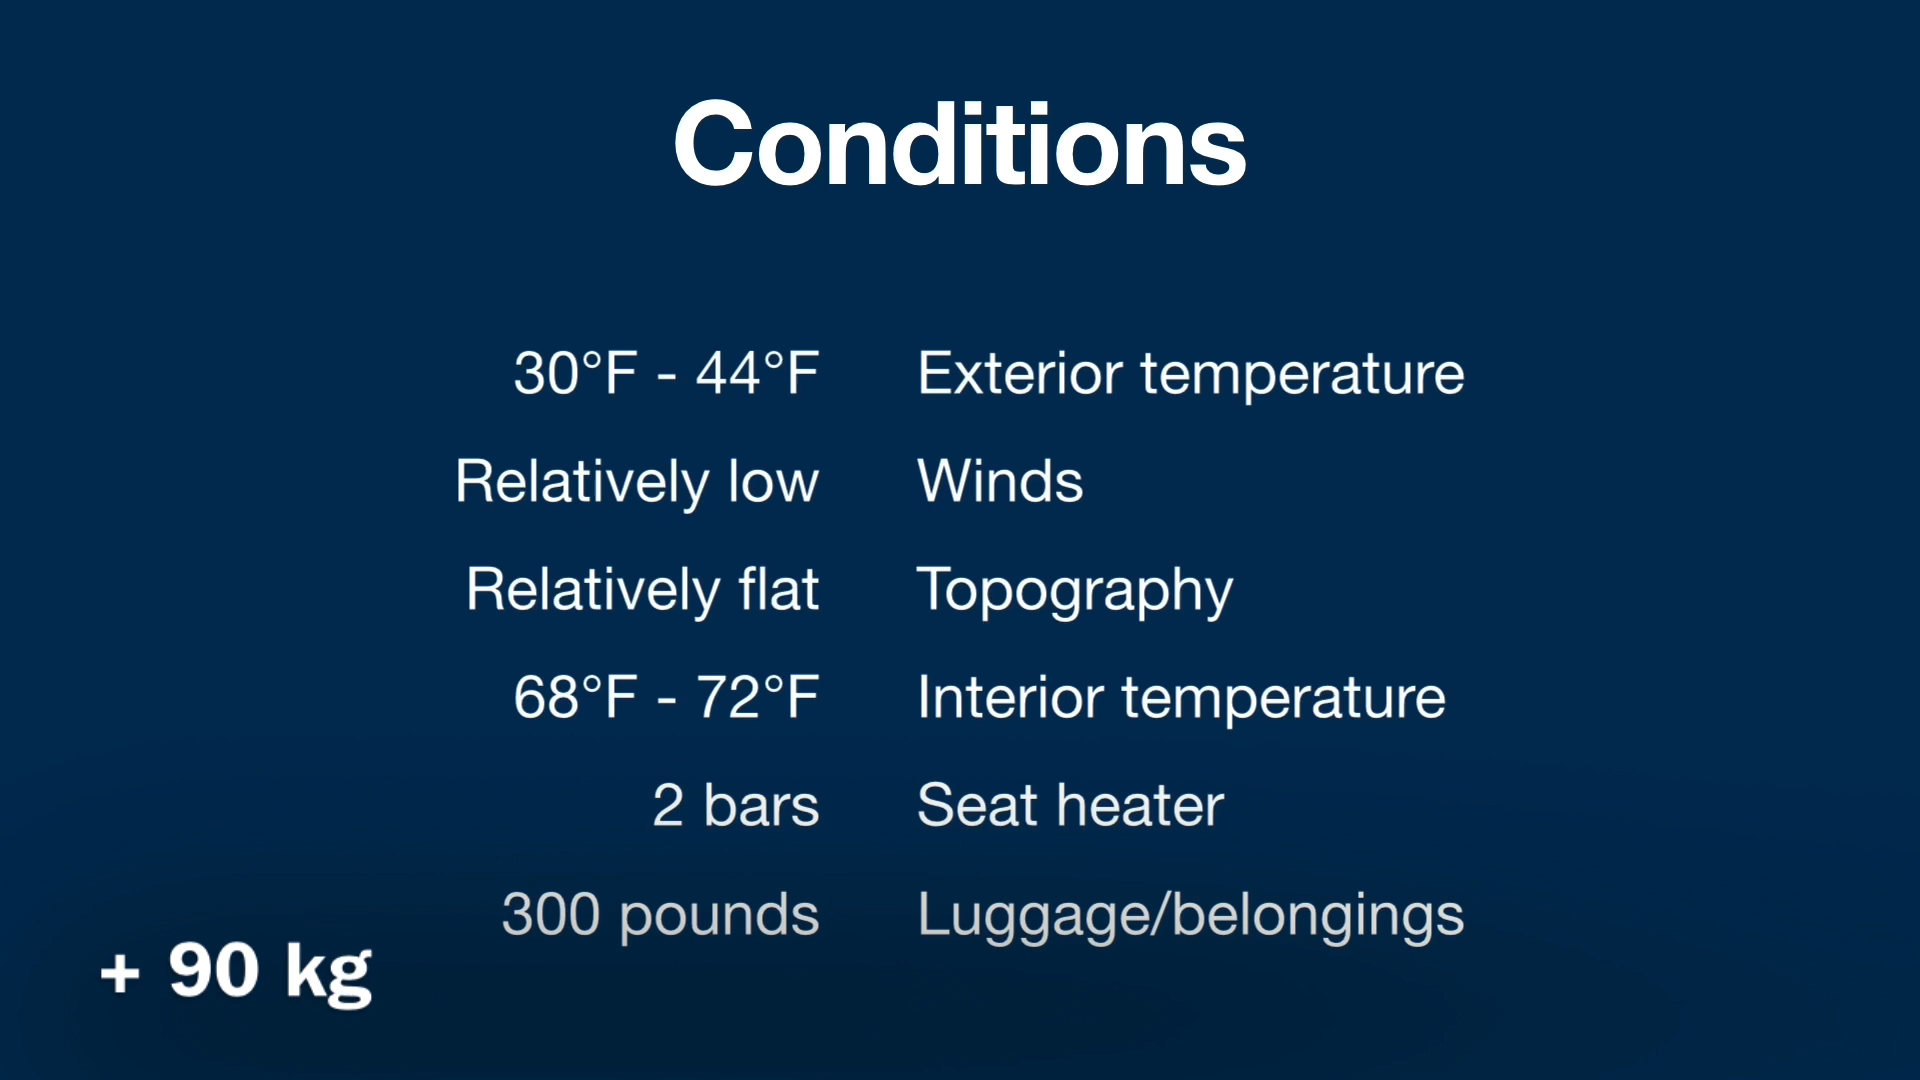 Conditions
30°F - 44°F Exterior temperature
Relatively low Winds
Relatively flat Topography
68°F - 72°F Interior temperature
2 bars Seat heater
300 pounds Luggage/belongings
+ 90 kg